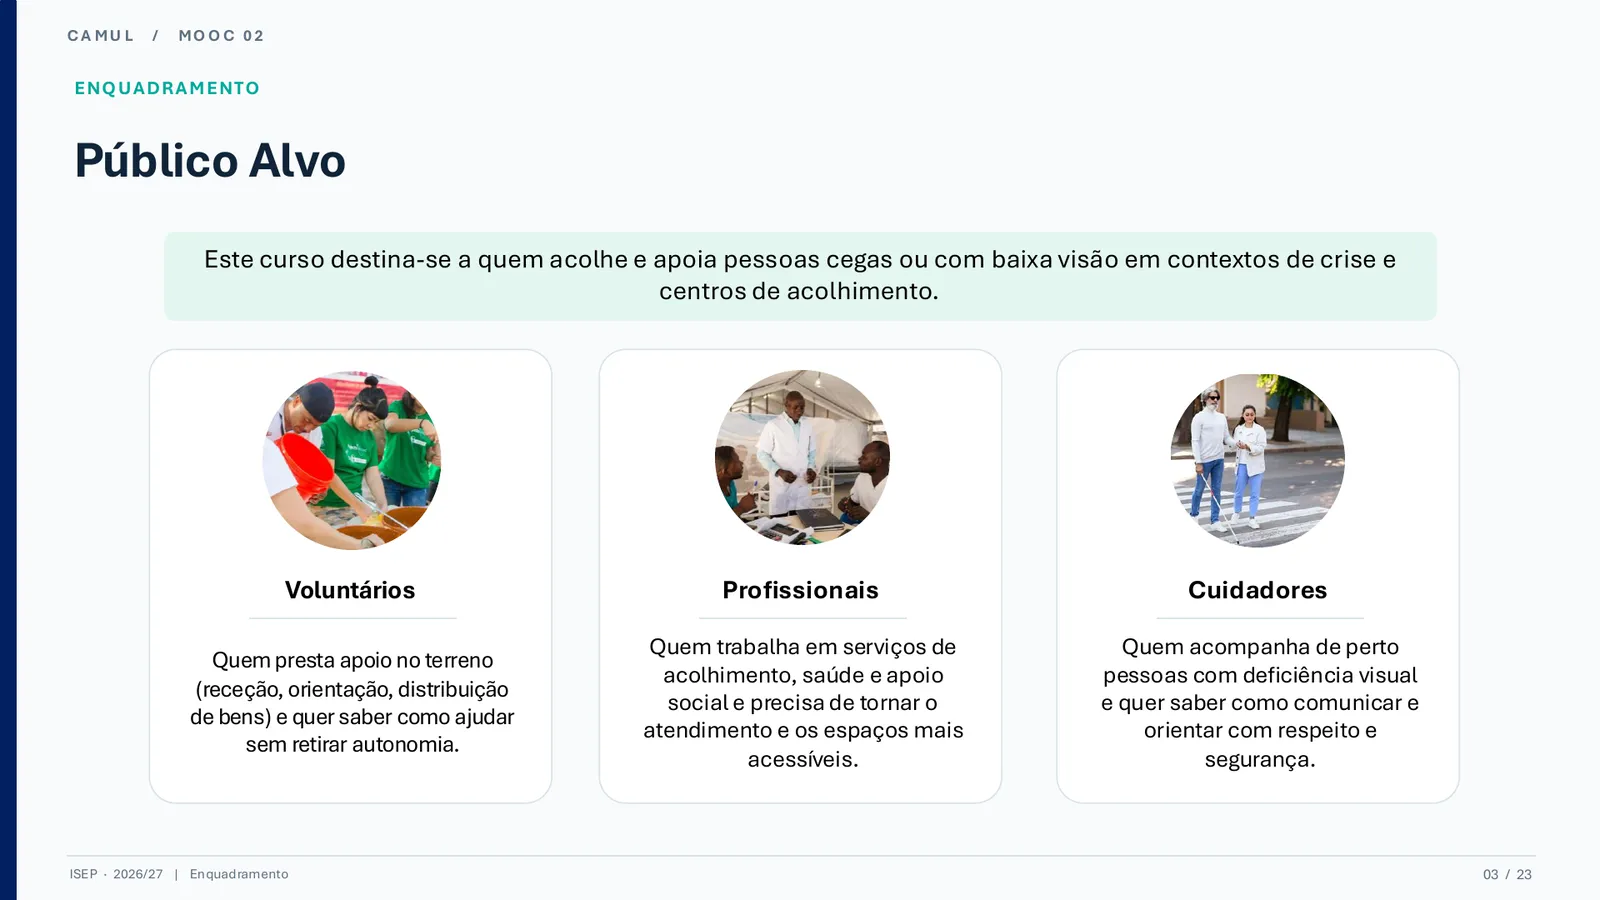 CAMUL / MOOC 02
ENQUADRAMENTO
Público Alvo
Este curso destina-se a quem acolhe e apoia pessoas cegas ou com baixa visão em contextos de crise e
centros de acolhimento.
Voluntários
Quem presta apoio no terreno
(receção, orientação, distribuição
de bens) e quer saber como ajudar
sem retirar autonomia.
Profissionais
Quem trabalha em serviços de
acolhimento, saúde e apoio
social e precisa de tornar o
atendimento e os espaços mais
acessíveis.
Cuidadores
Quem acompanha de perto
pessoas com deficiência visual
e quer saber como comunicar e
orientar com respeito e
segurança.
ISEP · 2026/27 | Enquadramento
03 / 23